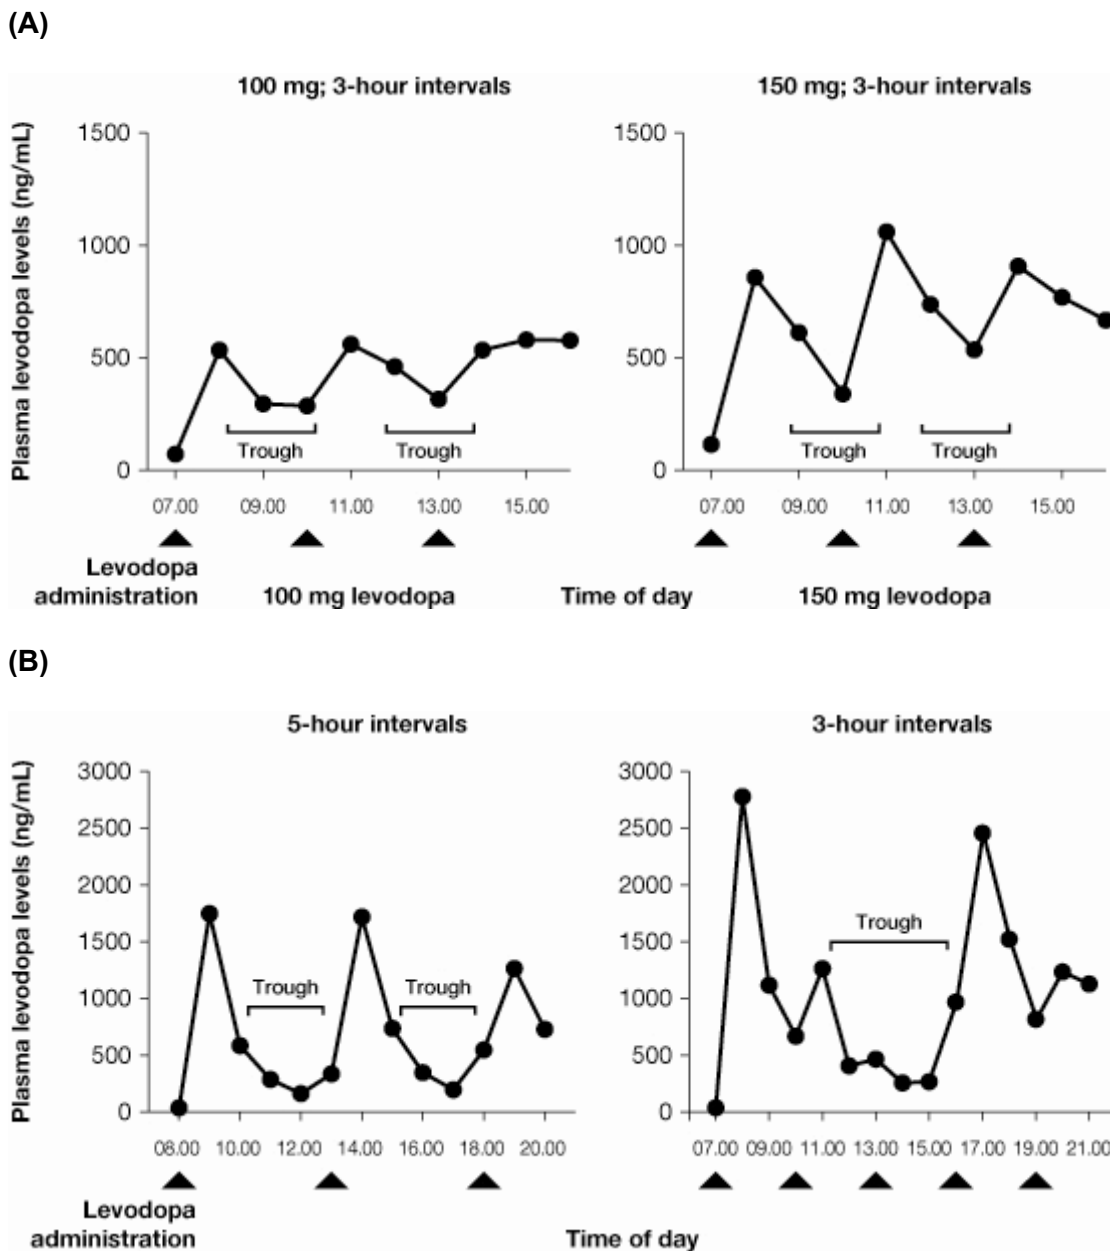 (A)
100 mg; 3-hour intervals
150 mg; 3-hour intervals
Plasma levodopa levels (ng/mL)
1500
1000
500
0
Trough
Trough
07.00 09.00 11.00 13.00 15.00
1500
1000
500
0
Trough
Trough
07.00 09.00 11.00 13.00 15.00
Levodopa
administration
100 mg levodopa
Time of day
150 mg levodopa
(B)
5-hour intervals
3-hour intervals
Plasma levodopa levels (ng/mL)
3000
2500
2000
1500
1000
500
0
Trough
Trough
08.00 10.00 12.00 14.00 16.00 18.00 20.00
3000
2500
2000
1500
1000
500
0
Trough
07.00 09.00 11.00 13.00 15.00 17.00 19.00 21.00
Levodopa
administration
Time of day